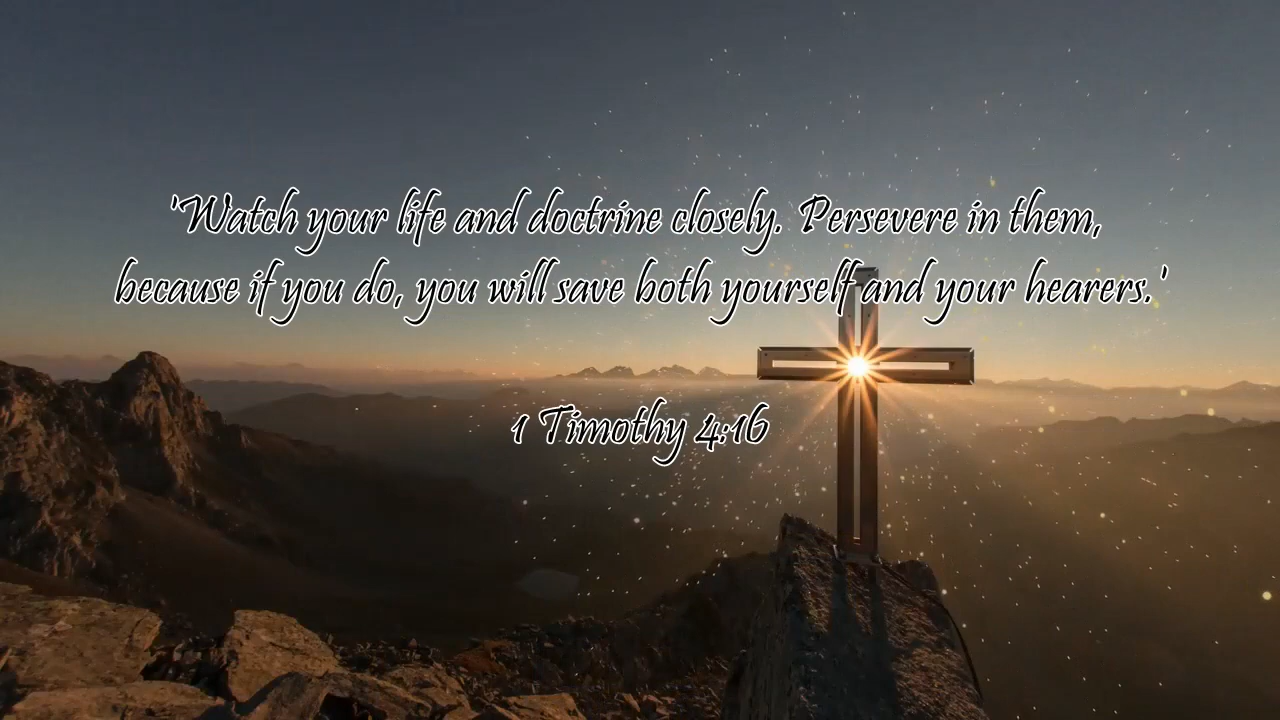 'Watch your life and doctrine closely. Persevere in them,
because if you do, you will save both yourself and your hearers.'
1 Timothy 4:16